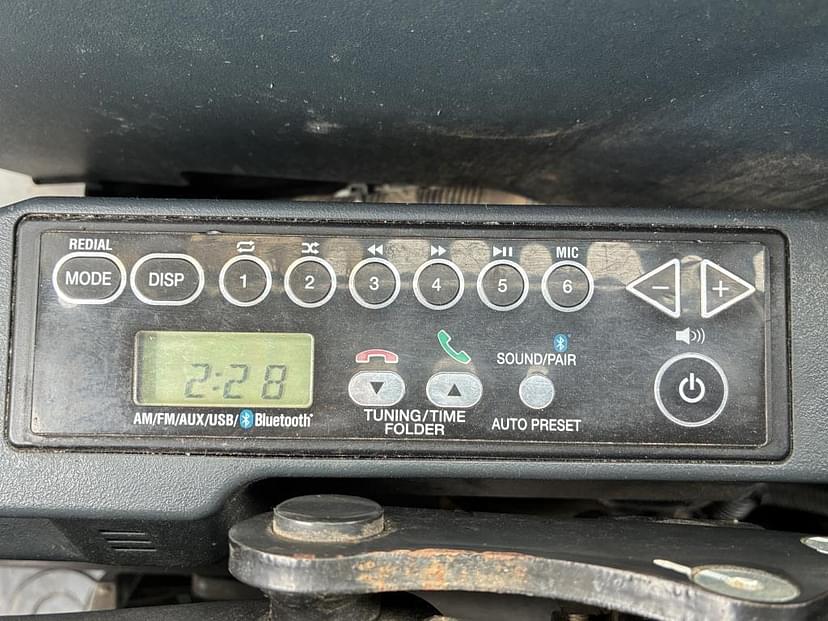 REDIAL
MIC
MODE
DISP
1
2
3
4
5
6
− +
2:28
SOUND/PAIR
AM/FM/AUX/USB/Bluetooth
TUNING/TIME
FOLDER
AUTO PRESET